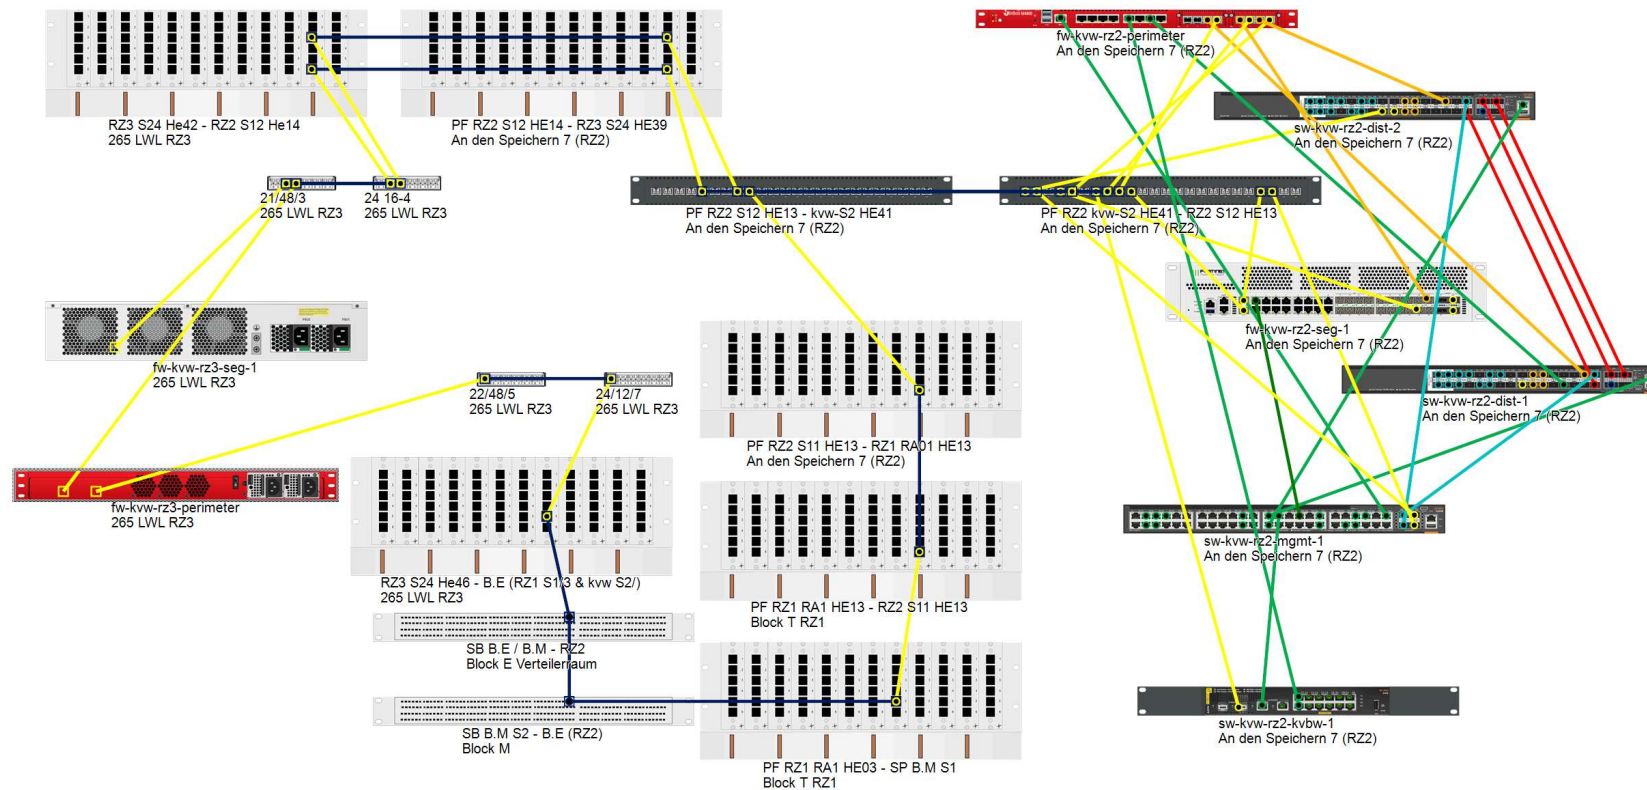 RZ3 S24 He42 - RZ2 S12 He14
265 LWL RZ3
PF RZ2 S12 HE14 - RZ3 S24 HE39
An den Speichern 7 (RZ2)
fw-kvw-rz2-perimeter
An den Speichern 7 (RZ2)
sw-kvw-rz2-dist-2
An den Speichern 7 (RZ2)
21/48/3
265 LWL RZ3
24 16-4
265 LWL RZ3
PF RZ2 S12 HE13 - kvw-S2 HE41
An den Speichern 7 (RZ2)
PF RZ2 kvw-S2 HE41 - RZ2 S12 HE13
An den Speichern 7 (RZ2)
fw-kvw-rz2-seg-1
An den Speichern 7 (RZ2)
fw-kvw-rz3-seg-1
265 LWL RZ3
22/48/5
265 LWL RZ3
24/12/7
265 LWL RZ3
sw-kvw-rz2-dist-1
An den Speichern 7 (RZ2)
PF RZ2 S11 HE13 - RZ1 RA01 HE13
An den Speichern 7 (RZ2)
fw-kvw-rz3-perimeter
265 LWL RZ3
sw-kvw-rz2-mgmt-1
An den Speichern 7 (RZ2)
RZ3 S24 He46 - B.E (RZ1 S1/3 & kvw S2/)
265 LWL RZ3
PF RZ1 RA1 HE13 - RZ2 S11 HE13
Block T RZ1
SB B.E / B.M - RZ2
Block E Verteilerraum
SB B.M S2 - B.E (RZ2)
Block M
sw-kvw-rz2-kvbw-1
An den Speichern 7 (RZ2)
PF RZ1 RA1 HE03 - SP B.M S1
Block T RZ1